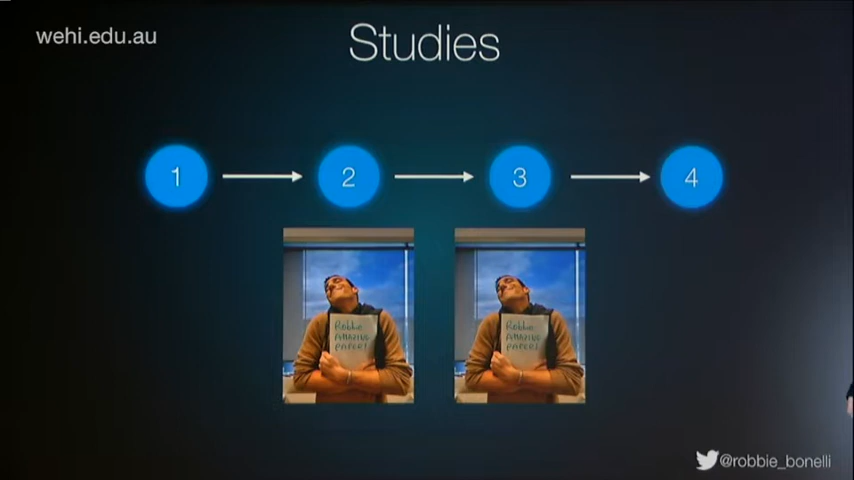 wehi.edu.au
Studies
1
2
3
4
Robbie
AMAZING
PAPER!
Robbie
AMAZING
PAPER!
@robbie_bonelli